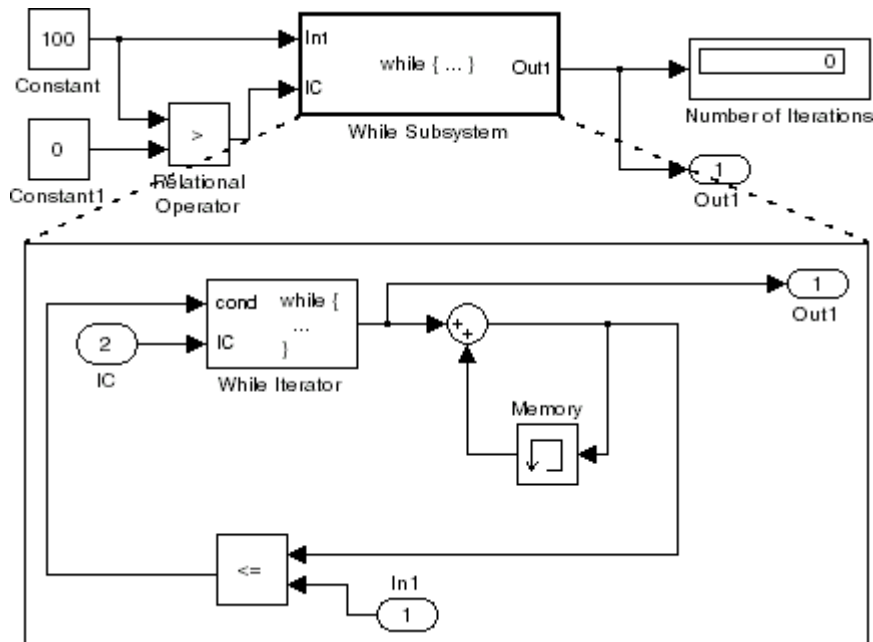 100
Constant
0
Constant1
>
Relational
Operator
In1
IC
while { ... }
Out1
While Subsystem
0
Number of Iterations
1
Out1
cond
IC
while {
...
}
While Iterator
2
IC
+
+
1
Out1
Memory
<=
In1
1